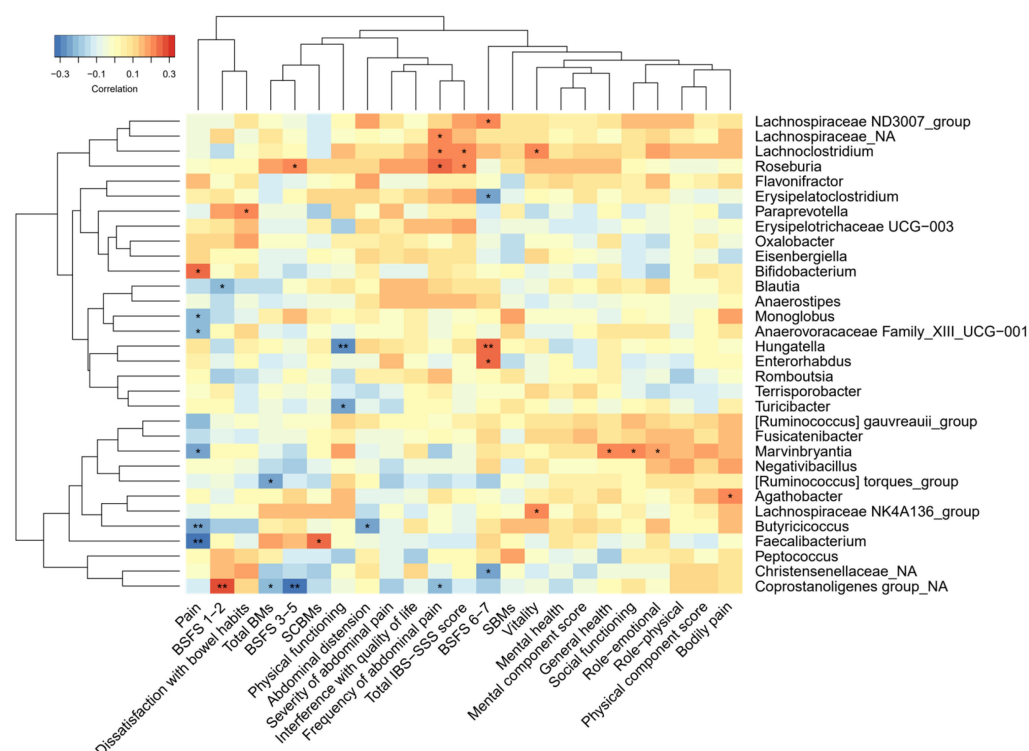 −0.3 −0.1 0.1 0.3
Correlation
* Lachnospiraceae ND3007_group
* Lachnospiraceae_NA
* * * Lachnoclostridium
* * * Roseburia
Flavonifractor
* Erysipelatoclostridium
* Paraprevotella
Erysipelotrichaceae UCG−003
Oxalobacter
Eisenbergiella
* Bifidobacterium
* Blautia
Anaerostipes
* Monoglobus
* Anaerovoracaceae Family_XIII_UCG−001
** ** Hungatella
* Enterorhabdus
Romboutsia
Terrisporobacter
* Turicibacter
[Ruminococcus] gauvreauii_group
Fusicatenibacter
* * * * Marvinbryantia
Negativibacillus
* [Ruminococcus] torques_group
* Agathobacter
* Lachnospiraceae NK4A136_group
** * Butyricicoccus
** * Faecalibacterium
Peptococcus
* Christensenellaceae_NA
** * ** * Coprostanoligenes group_NA
Pain
BSFS 1−2
Dissatisfaction with bowel habits
Total BMs
BSFS 3−5
SCBMs
Physical functioning
Abdominal distension
Severity of abdominal pain
Interference with quality of life
Frequency of abdominal pain
Total IBS−SSS score
BSFS 6−7
SBMs
Vitality
Mental health
Mental component score
General health
Social functioning
Role−emotional
Role−physical
Physical component score
Bodily pain